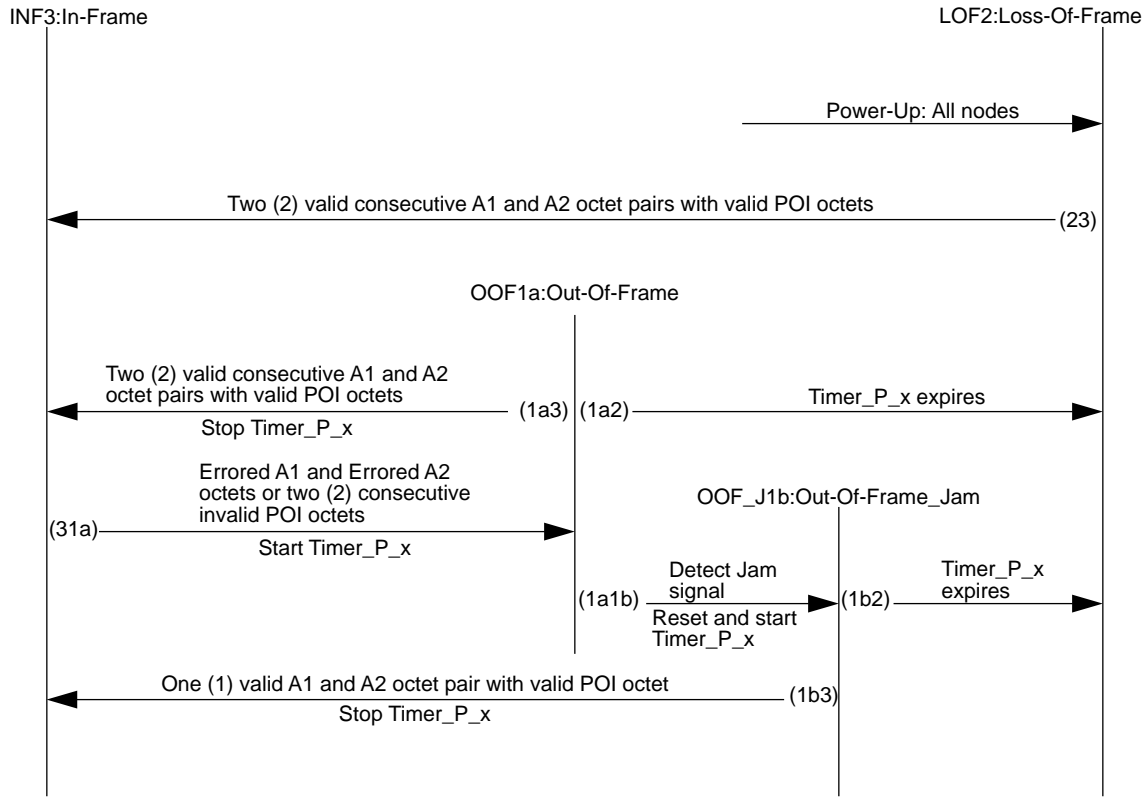 INF3:In-Frame
LOF2:Loss-Of-Frame
Power-Up: All nodes
Two (2) valid consecutive A1 and A2 octet pairs with valid POI octets
(23)
OOF1a:Out-Of-Frame
Two (2) valid consecutive A1 and A2
octet pairs with valid POI octets
(1a3)
(1a2)
Timer_P_x expires
Stop Timer_P_x
Errored A1 and Errored A2
octets or two (2) consecutive
invalid POI octets
(31a)
Start Timer_P_x
OOF_J1b:Out-Of-Frame_Jam
Detect Jam
signal
(1a1b)
Reset and start
Timer_P_x
(1b2)
Timer_P_x
expires
One (1) valid A1 and A2 octet pair with valid POI octet
(1b3)
Stop Timer_P_x